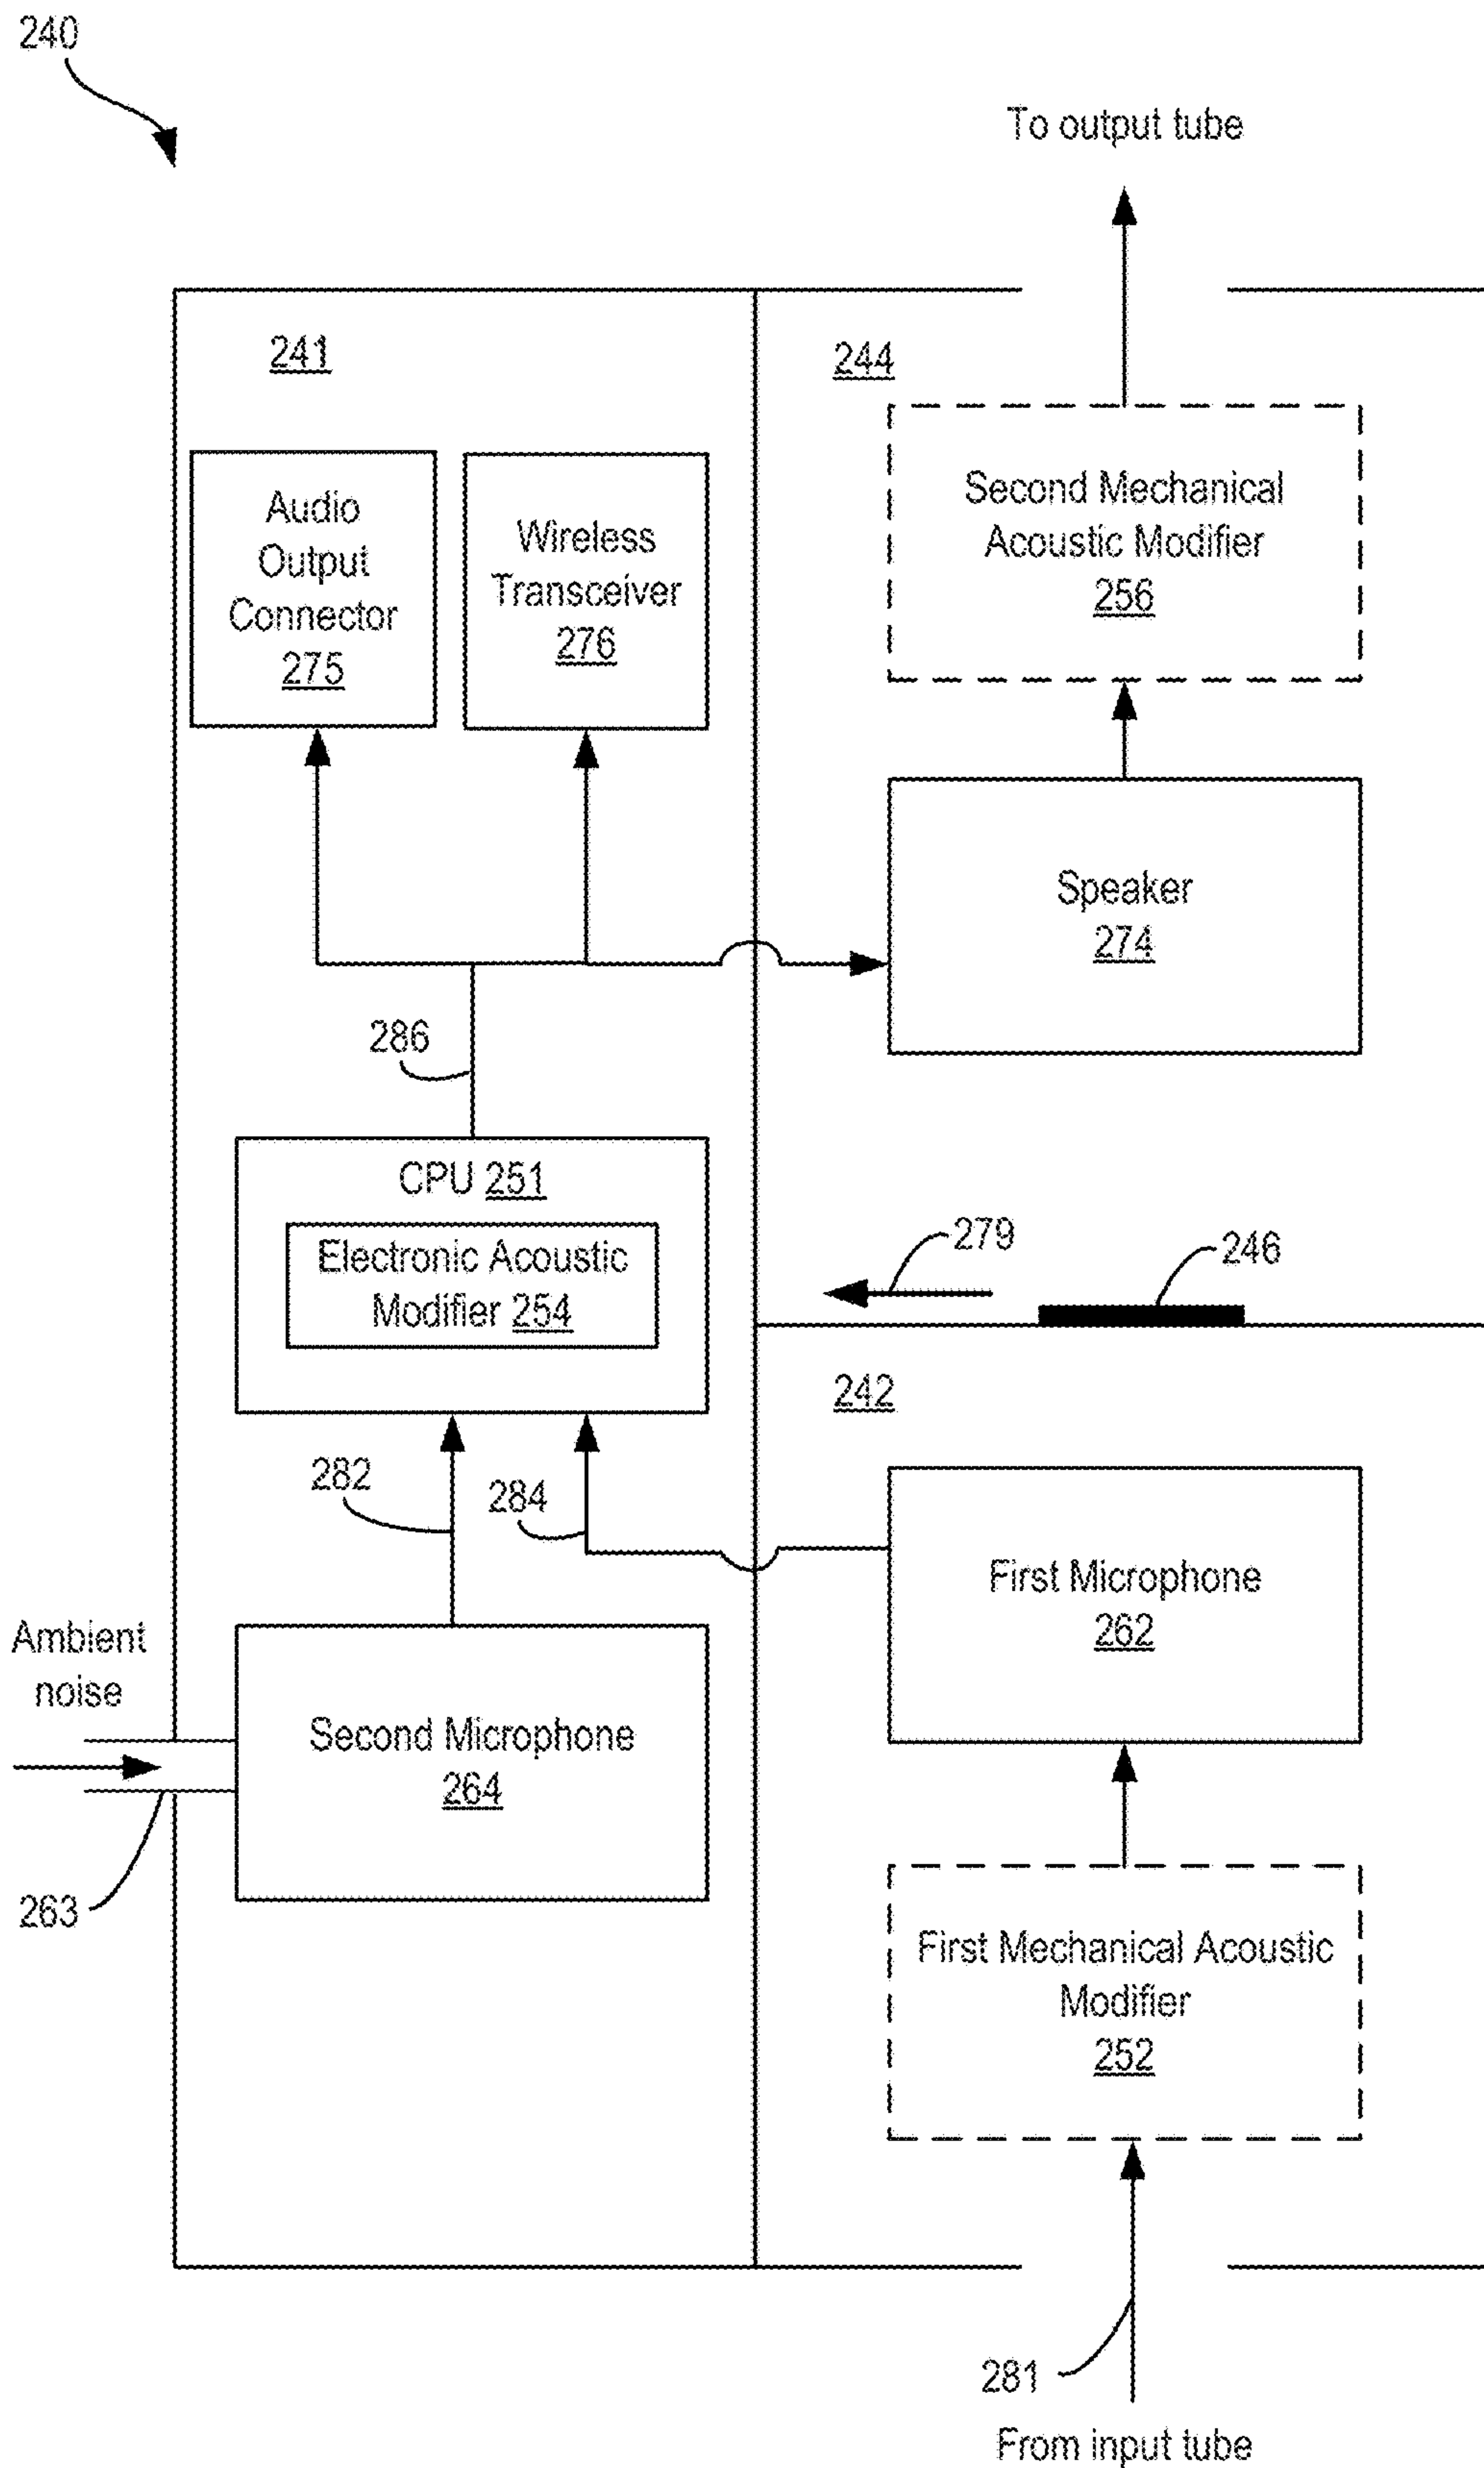 240
To output tube
241
244
Audio
Output
Connector
275
Wireless
Transceiver
276
Second Mechanical
Acoustic Modifier
256
Speaker
274
286
CPU 251
Electronic Acoustic
Modifier 254
279
246
242
282
284
First Microphone
262
Ambient
noise
Second Microphone
264
263
First Mechanical Acoustic
Modifier
252
281
From input tube